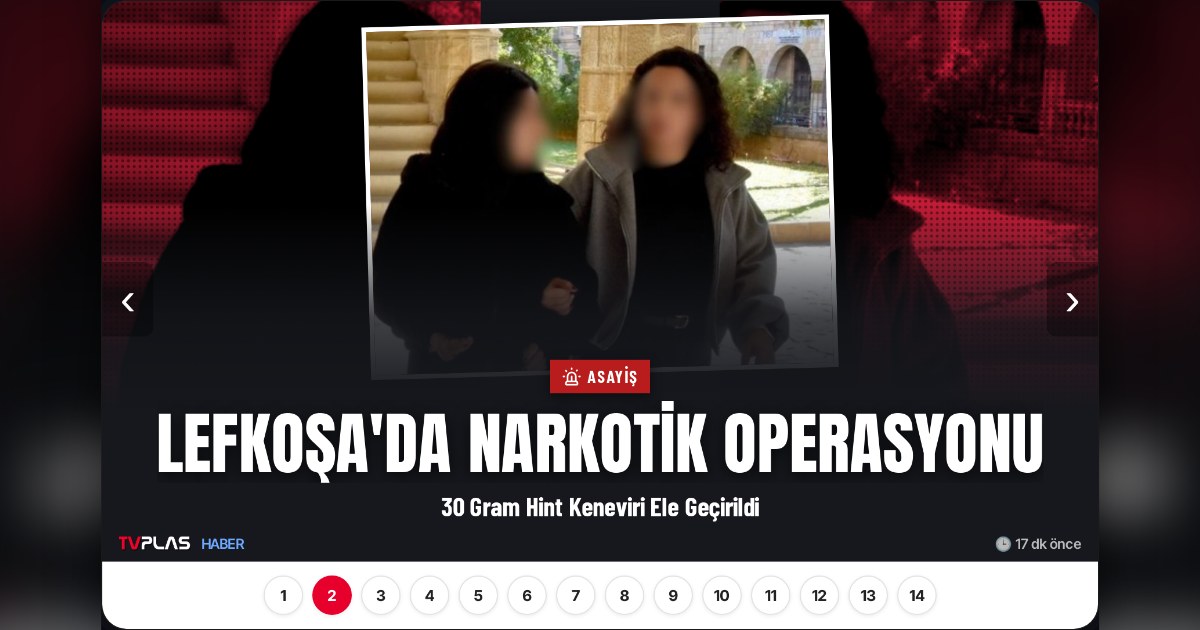 ASAYİŞ
LEFKOŞA'DA NARKOTİK OPERASYONU
30 Gram Hint Keneviri Ele Geçirildi
TVPLAS HABER
17 dk önce
1 2 3 4 5 6 7 8 9 10 11 12 13 14